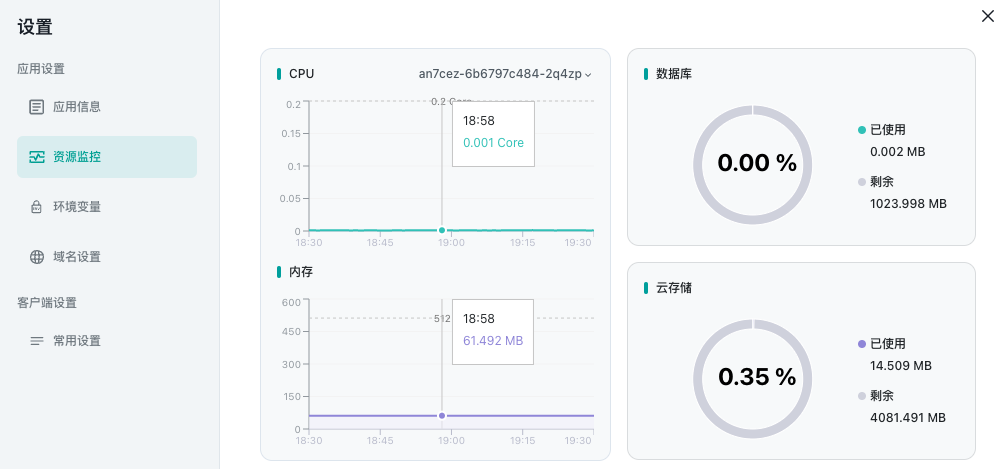 设置
应用设置
应用信息
资源监控
环境变量
域名设置
客户端设置
常用设置
CPU
an7cez-6b6797c484-2q4zp
0.2
0.15
0.1
0.05
0
0.2 Core
18:58
0.001 Core
18:30
18:45
19:00
19:15
19:30
内存
600
450
300
150
0
512
18:58
61.492 MB
18:30
18:45
19:00
19:15
19:30
数据库
0.00 %
已使用
0.002 MB
剩余
1023.998 MB
云存储
0.35 %
已使用
14.509 MB
剩余
4081.491 MB